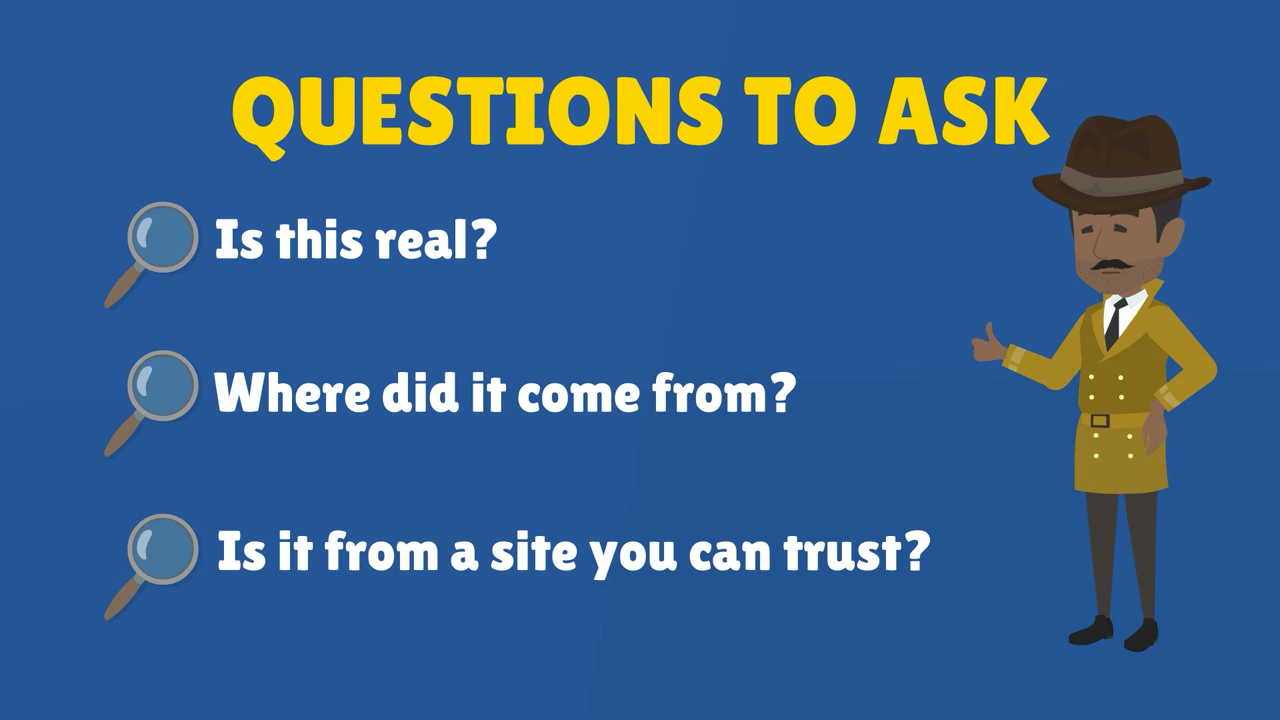 QUESTIONS TO ASK
Is this real?
Where did it come from?
Is it from a site you can trust?